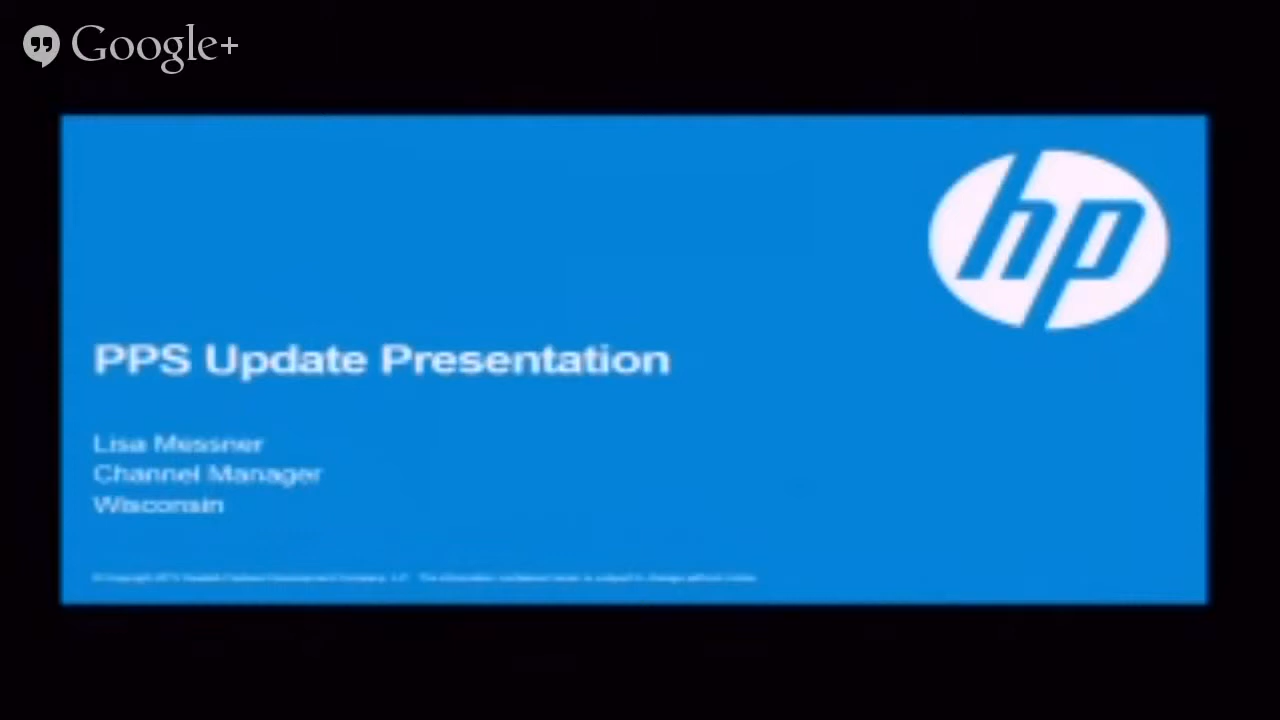 Google+
hp
PPS Update Presentation
Lisa Messner
Channel Manager
Wisconsin